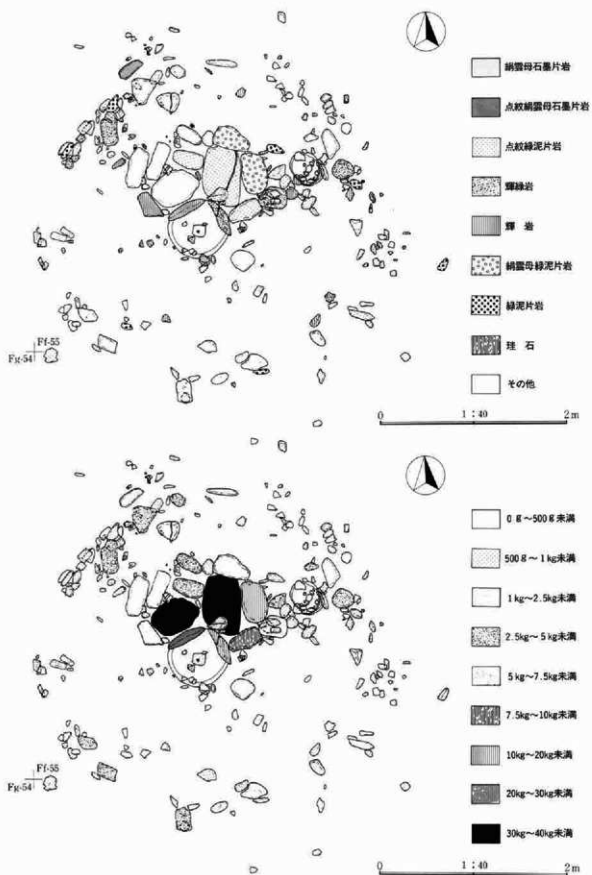 絹雲母石墨片岩
点紋絹雲母石墨片岩
点紋緑泥片岩
輝緑岩
輝 岩
絹雲母緑泥片岩
緑泥片岩
珪 石
その他
Ff-55
Fg-54
0 1:40 2m
0 g～500 g 未満
500 g～1 kg未満
1 kg～2.5kg未満
2.5kg～5 kg未満
5 kg～7.5kg未満
7.5kg～10kg未満
10kg～20kg未満
20kg～30kg未満
30kg～40kg未満
Ff-55
Fg-54
0 1:40 2m